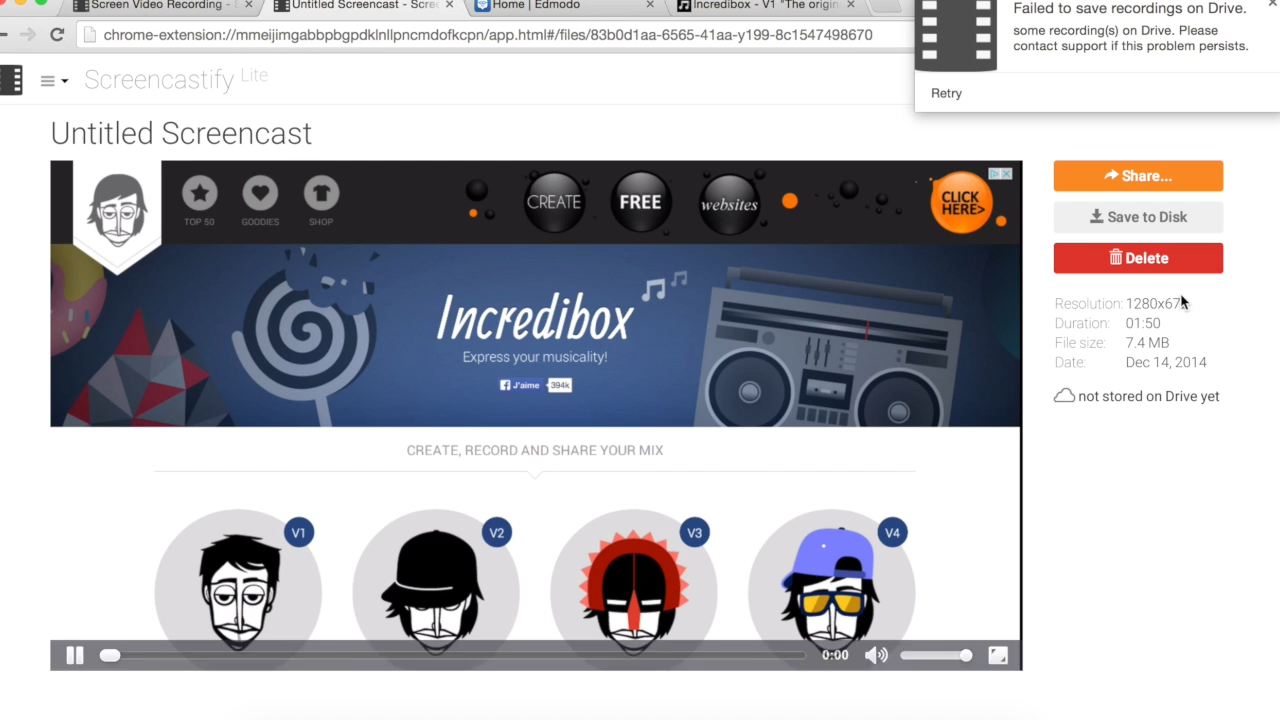 Screen Video Recording -
Untitled Screencast - Scre
Home | Edmodo
Incredibox - V1 "The origin
chrome-extension://mmeijimgabbpbgpdklnllpncmdofkcpn/app.html#/files/83b0d1aa-6565-41aa-y199-8c1547498670
Failed to save recordings on Drive.
some recording(s) on Drive. Please
contact support if this problem persists.
Retry
Screencastify Lite
Untitled Screencast
TOP 50
GOODIES
SHOP
CREATE
FREE
websites
CLICK
HERE>
Incredibox
Express your musicality!
J'aime
394k
CREATE, RECORD AND SHARE YOUR MIX
V1
V2
V3
V4
0:00
Share...
Save to Disk
Delete
Resolution:
Duration: 01:50
File size: 7.4 MB
Date: Dec 14, 2014
not stored on Drive yet